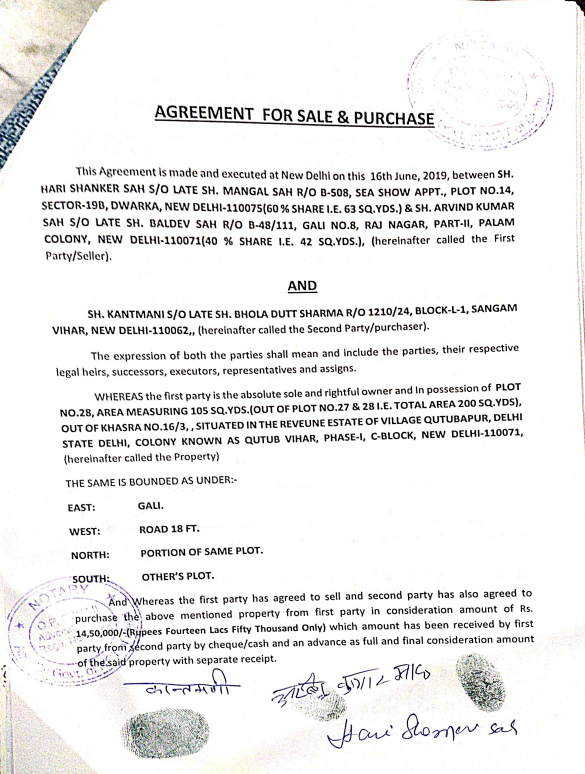 NOTARY
AGREEMENT FOR SALE & PURCHASE
This Agreement is made and executed at New Delhi on this 16th June, 2019, between SH.
HARI SHANKER SAH S/O LATE SH. MANGAL SAH R/O B-508, SEA SHOW APPT., PLOT NO.14,
SECTOR-19B, DWARKA, NEW DELHI-110075(60 % SHARE I.E. 63 SQ.YDS.) & SH. ARVIND KUMAR
SAH S/O LATE SH. BALDEV SAH R/O B-48/111, GALI NO.8, RAJ NAGAR, PART-II, PALAM
COLONY, NEW DELHI-110071(40 % SHARE I.E. 42 SQ.YDS.), (hereinafter called the First
Party/Seller).
AND
SH. KANTMANI S/O LATE SH. BHOLA DUTT SHARMA R/O 1210/24, BLOCK-L-1, SANGAM
VIHAR, NEW DELHI-110062,, (hereinafter called the Second Party/purchaser).
The expression of both the parties shall mean and include the parties, their respective
legal heirs, successors, executors, representatives and assigns.
WHEREAS the first party is the absolute sole and rightful owner and In possession of PLOT
NO.28, AREA MEASURING 105 SQ.YDS.(OUT OF PLOT NO.27 & 28 I.E. TOTAL AREA 200 SQ.YDS),
OUT OF KHASRA NO.16/3, , SITUATED IN THE REVEUNE ESTATE OF VILLAGE QUTUBAPUR, DELHI
STATE DELHI, COLONY KNOWN AS QUTUB VIHAR, PHASE-I, C-BLOCK, NEW DELHI-110071,
(hereinafter called the Property)
THE SAME IS BOUNDED AS UNDER:-
EAST: GALI.
WEST: ROAD 18 FT.
NORTH: PORTION OF SAME PLOT.
SOUTH: OTHER'S PLOT.
NOTARY
And Whereas the first party has agreed to sell and second party has also agreed to
purchase the above mentioned property from first party in consideration amount of Rs.
14,50,000/-(Rupees Fourteen Lacs Fifty Thousand Only) which amount has been received by first
party from second party by cheque/cash and an advance as full and final consideration amount
of the said property with separate receipt.
Govt. O
कान्तमणी
कुमार साह
Hari Shanker sah